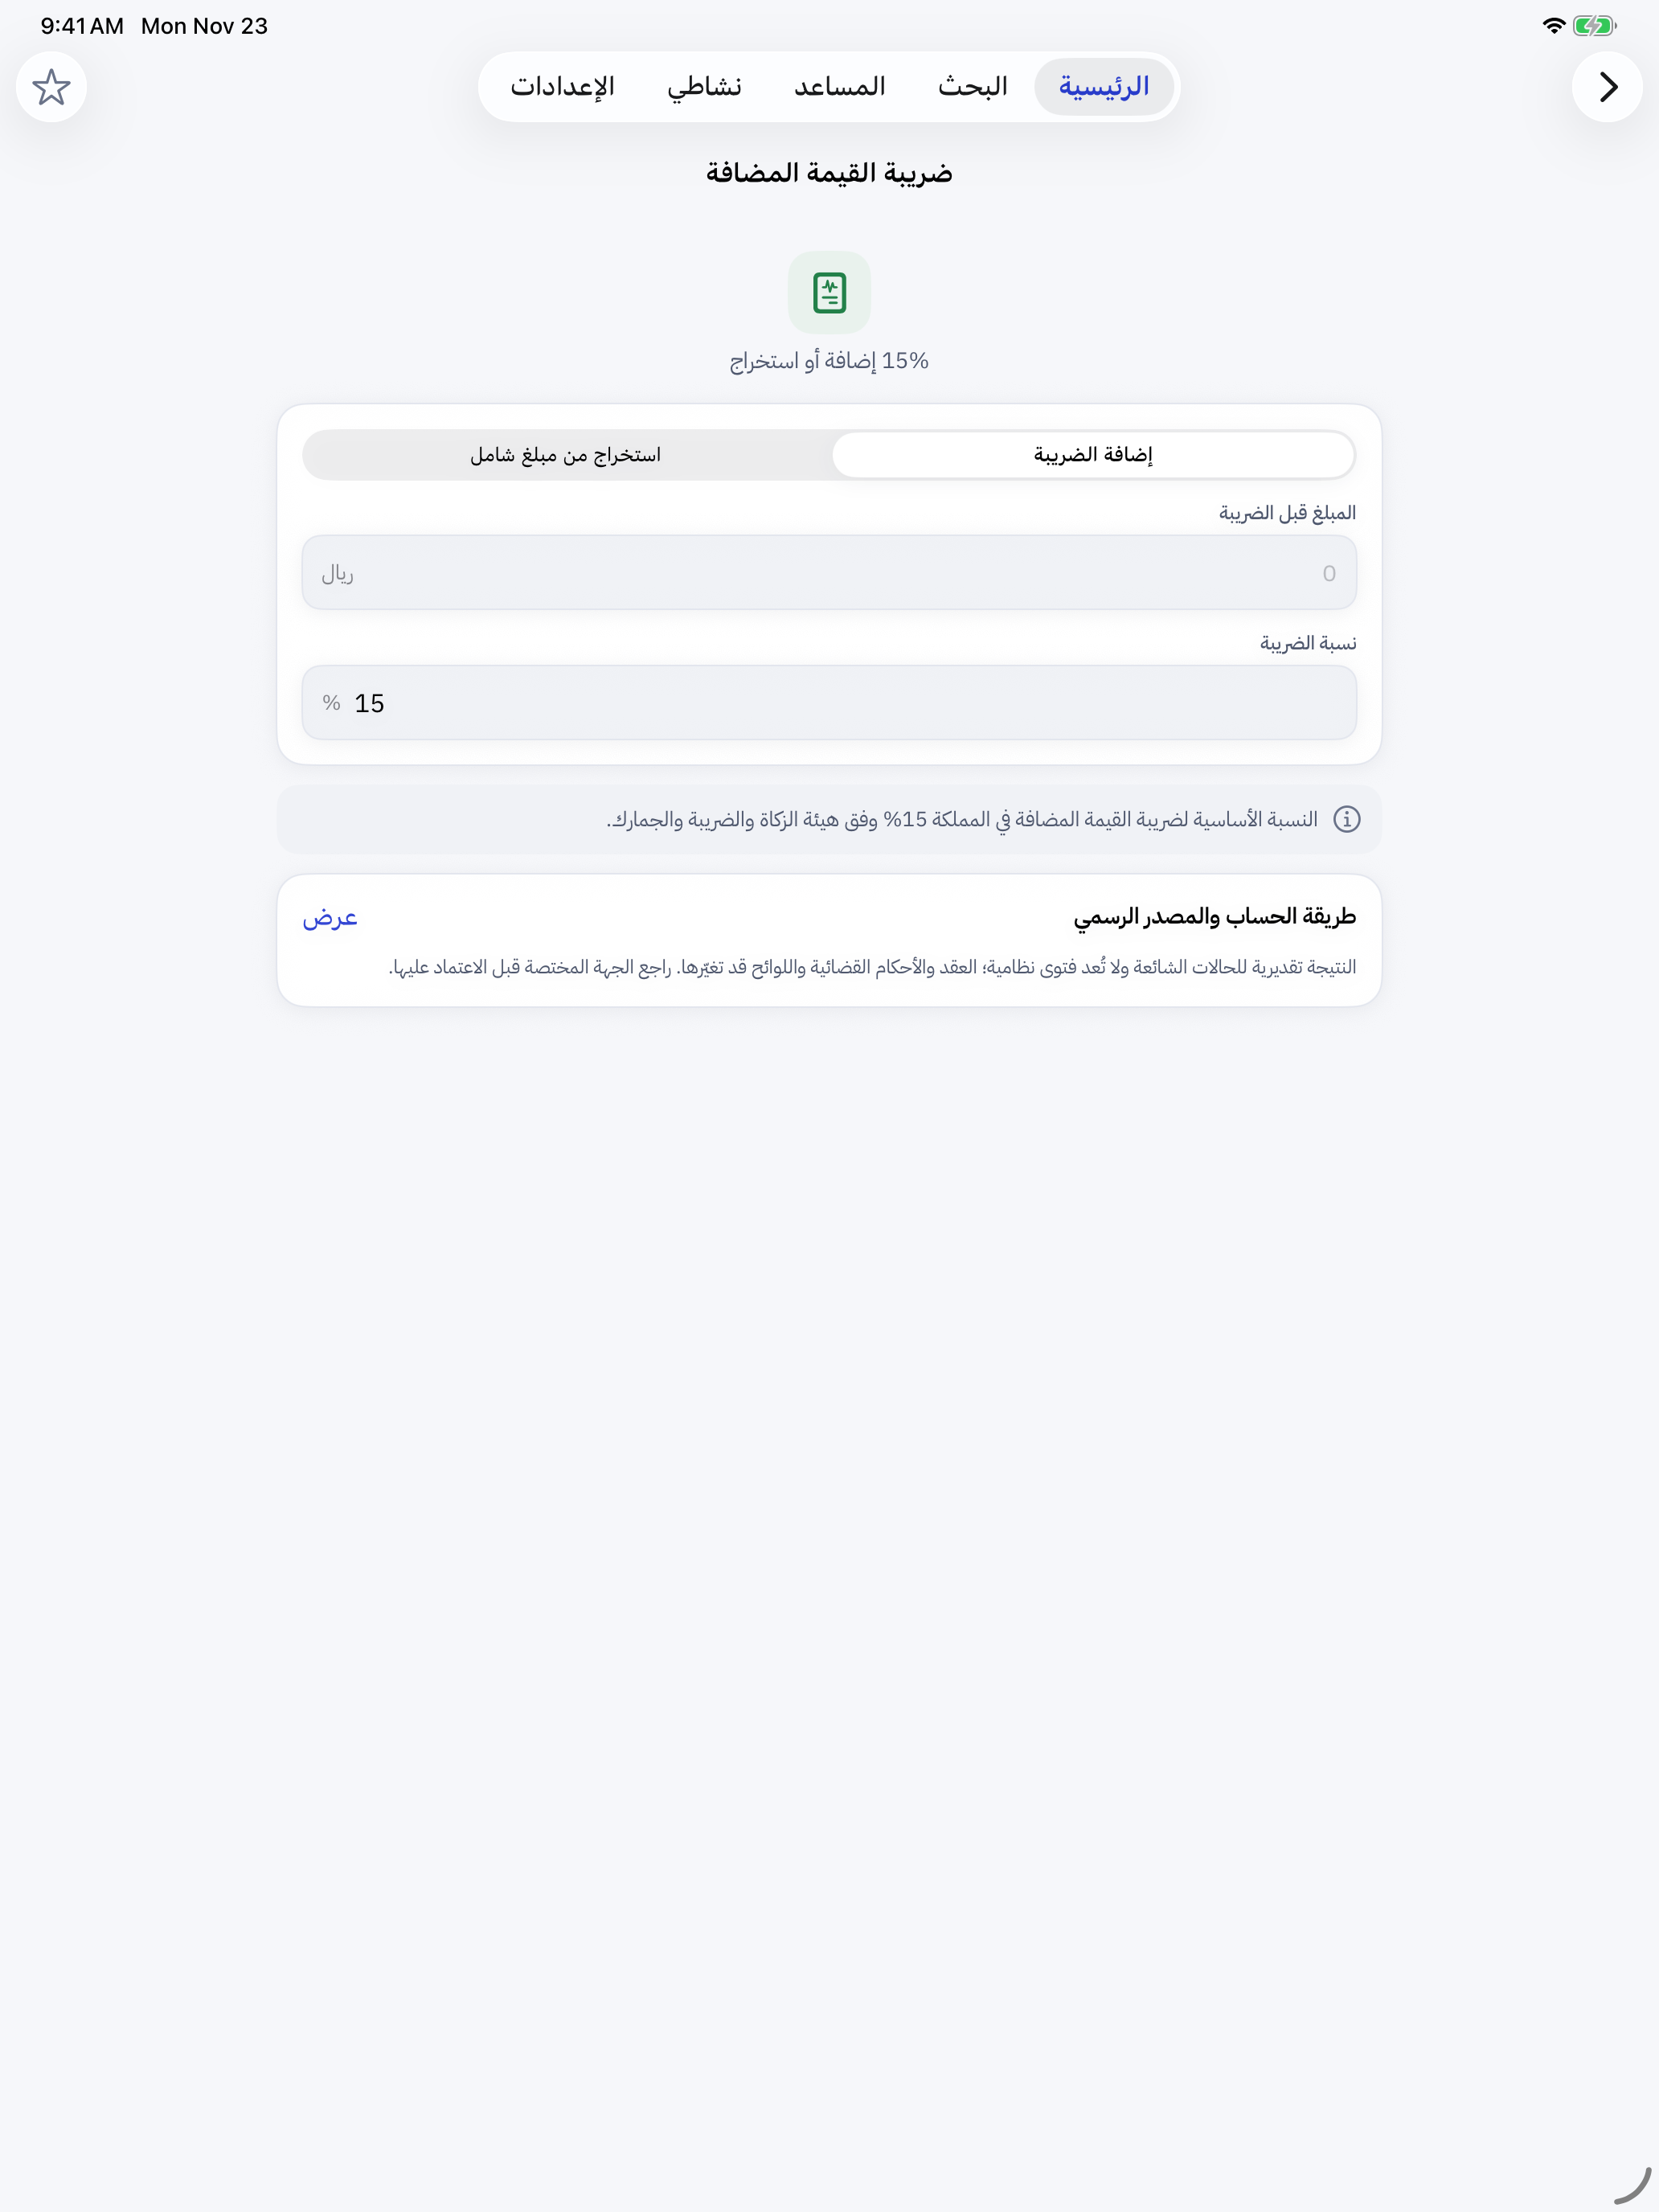 9:41 AM Mon Nov 23
الرئيسية البحث المساعد نشاطي الإعدادات
ضريبة القيمة المضافة
15% إضافة أو استخراج
إضافة الضريبة استخراج من مبلغ شامل
المبلغ قبل الضريبة
0 ريال
نسبة الضريبة
15 %
النسبة الأساسية لضريبة القيمة المضافة في المملكة 15% وفق هيئة الزكاة والضريبة والجمارك.
طريقة الحساب والمصدر الرسمي عرض
النتيجة تقديرية للحالات الشائعة ولا تُعد فتوى نظامية؛ العقد والأحكام القضائية واللوائح قد تغيّرها. راجع الجهة المختصة قبل الاعتماد عليها.